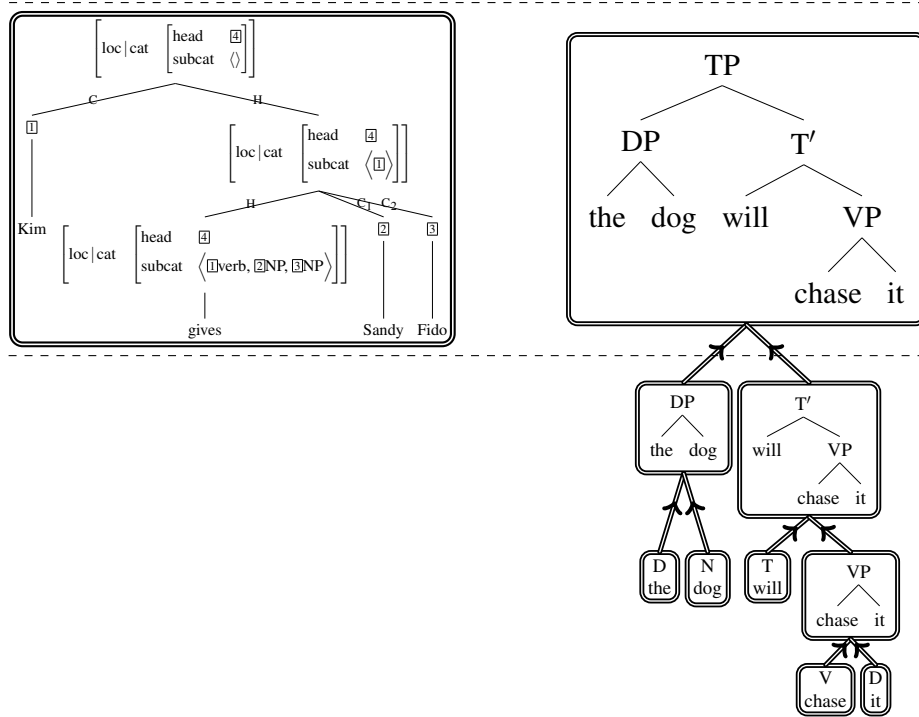 loc|cat [head 4
subcat ⟨⟩]
C H
1
loc|cat [head 4
subcat ⟨1⟩]
H C1 C2
2 3
Kim
loc|cat [head 4
subcat ⟨1verb, 2NP, 3NP⟩]
gives Sandy Fido
TP
DP T′
the dog will VP
chase it
DP
the dog
T′
will VP
chase it
D
the
N
dog
T
will
VP
chase it
V
chase
D
it